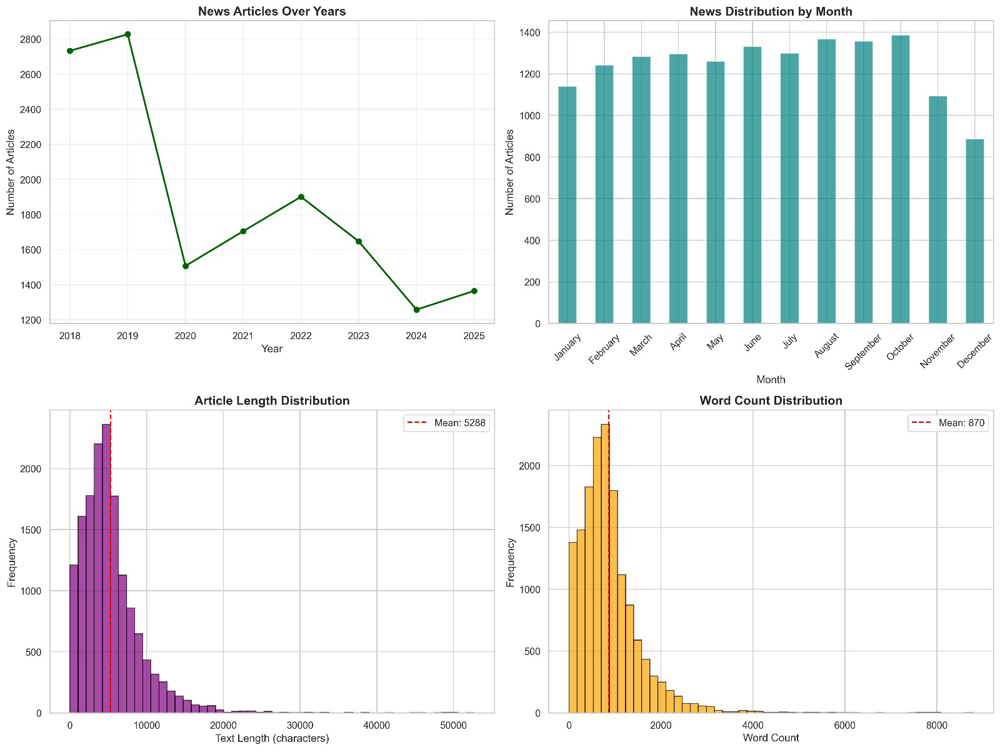 News Articles Over Years
Number of Articles
2800
2600
2400
2200
2000
1800
1600
1400
1200
2018 2019 2020 2021 2022 2023 2024 2025
Year
News Distribution by Month
Number of Articles
1400
1200
1000
800
600
400
200
0
January February March April May June July August September October November December
Month
Article Length Distribution
Mean: 5288
Frequency
2000
1500
1000
500
0
0 10000 20000 30000 40000 50000
Text Length (characters)
Word Count Distribution
Mean: 870
Frequency
2000
1500
1000
500
0
0 2000 4000 6000 8000
Word Count